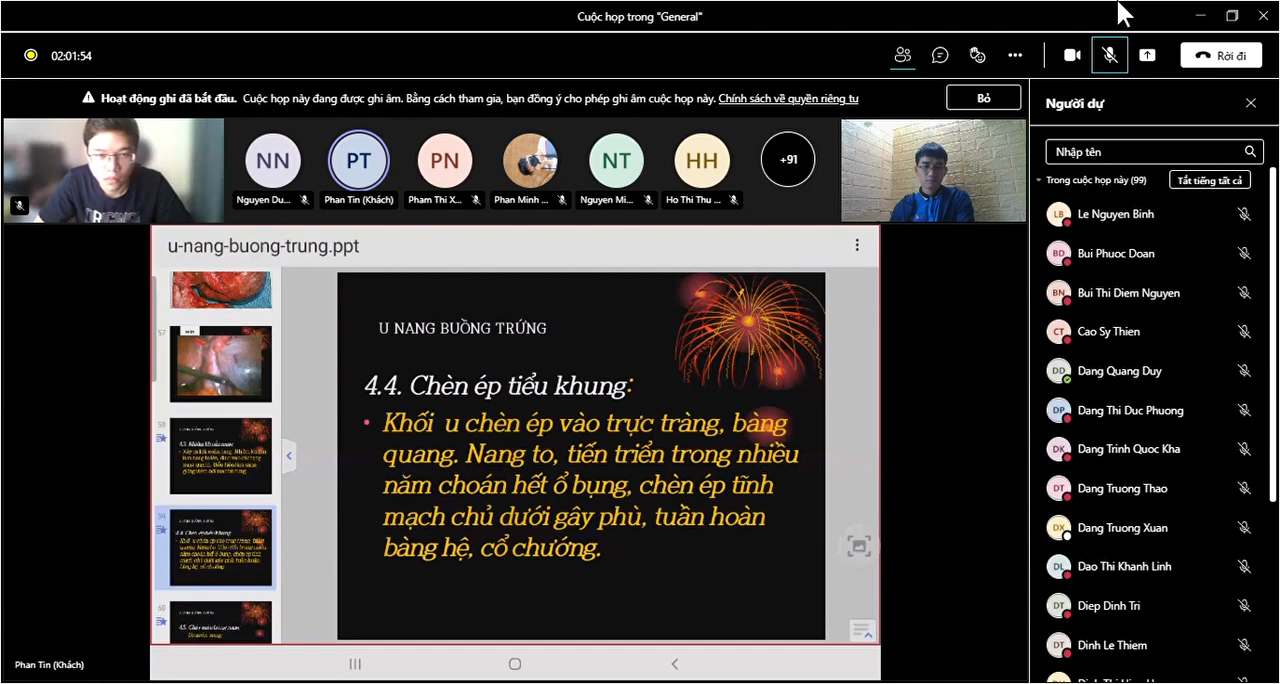 Cuộc họp trong "General"
02:01:54
Rời đi
Hoạt động ghi đã bắt đầu. Cuộc họp này đang được ghi âm. Bằng cách tham gia, bạn đồng ý cho phép ghi âm cuộc họp này. Chính sách về quyền riêng tư
Bỏ
NN
PT
PN
NT
HH
+91
Nguyen Du...
Phan Tin (Khách)
Pham Thi X...
Phan Minh ...
Nguyen Mi...
Ho Thi Thu ...
u-nang-buong-trung.ppt
57
58
59
60
U NANG BUỒNG TRỨNG
4.4. Chèn ép tiểu khung:
• Khối u chèn ép vào trực tràng, bàng
quang. Nang to, tiến triển trong nhiều
năm choán hết ổ bụng, chèn ép tĩnh
mạch chủ dưới gây phù, tuần hoàn
bàng hệ, cổ chướng.
Phan Tin (Khách)
Người dự
Nhập tên
Trong cuộc họp này (99)
Tắt tiếng tất cả
LB Le Nguyen Binh
BD Bui Phuoc Doan
BN Bui Thi Diem Nguyen
CT Cao Sy Thien
DD Dang Quang Duy
DP Dang Thi Duc Phuong
DK Dang Trinh Quoc Kha
DT Dang Truong Thao
DX Dang Truong Xuan
DL Dao Thi Khanh Linh
DT Diep Dinh Tri
DT Dinh Le Thiem